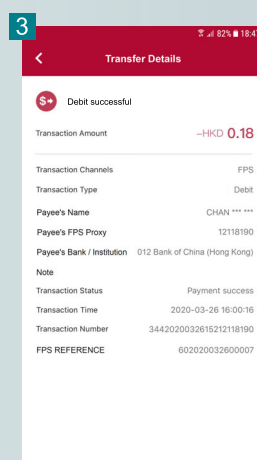 3
82% 18:47
Transfer Details
Debit successful
Transaction Amount -HKD 0.18
Transaction Channels FPS
Transaction Type Debit
Payee's Name CHAN *** ***
Payee's FPS Proxy 12118190
Payee's Bank / Institution 012 Bank of China (Hong Kong)
Note
Transaction Status Payment success
Transaction Time 2020-03-26 16:00:16
Transaction Number 3442020032615212118190
FPS REFERENCE 602020032600007